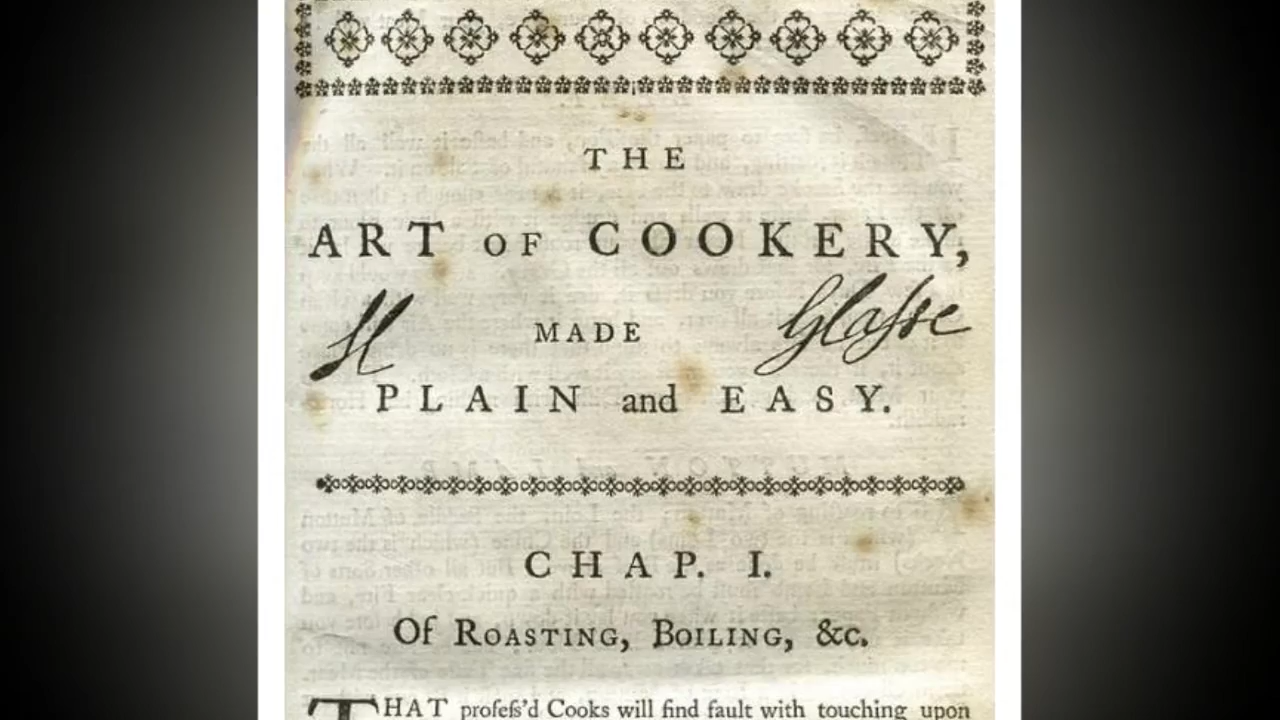 THE
ART OF COOKERY,
H MADE Glaſse
PLAIN and EASY.
CHAP. I.
Of ROASTING, BOILING, &c.
THAT profeſs'd Cooks will find fault with touching upon